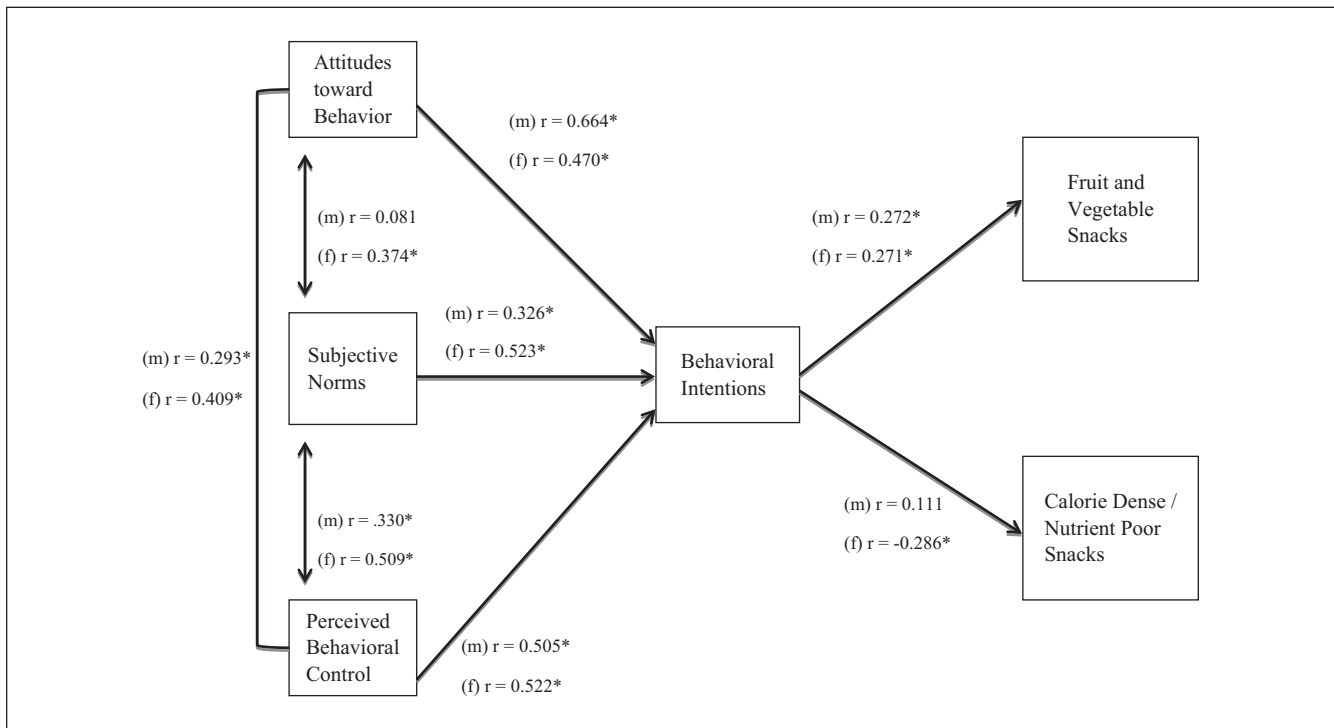 Attitudes
toward
Behavior
(m) r = 0.664*
(f) r = 0.470*
(m) r = 0.081
(f) r = 0.374*
Subjective
Norms
(m) r = 0.326*
(f) r = 0.523*
(m) r = 0.293*
(f) r = 0.409*
(m) r = .330*
(f) r = 0.509*
Perceived
Behavioral
Control
(m) r = 0.505*
(f) r = 0.522*
Behavioral
Intentions
(m) r = 0.272*
(f) r = 0.271*
Fruit and
Vegetable
Snacks
(m) r = 0.111
(f) r = -0.286*
Calorie Dense /
Nutrient Poor
Snacks